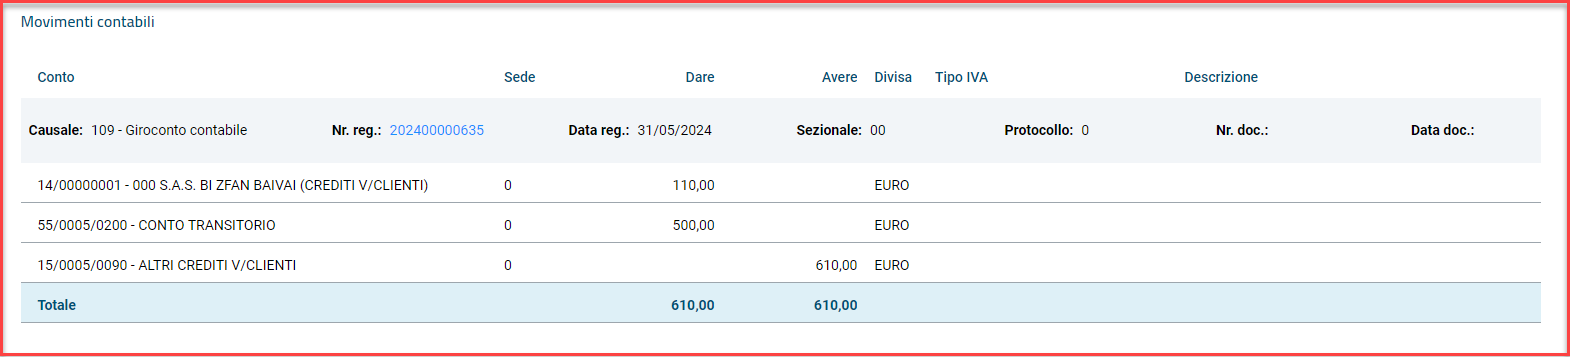 Movimenti contabili
Conto Sede Dare Avere Divisa Tipo IVA Descrizione
Causale: 109 - Giroconto contabile Nr. reg.: 202400000635 Data reg.: 31/05/2024 Sezionale: 00 Protocollo: 0 Nr. doc.: Data doc.:
14/00000001 - 000 S.A.S. BI ZFAN BAIVAI (CREDITI V/CLIENTI) 0 110,00 EURO
55/0005/0200 - CONTO TRANSITORIO 0 500,00 EURO
15/0005/0090 - ALTRI CREDITI V/CLIENTI 0 610,00 EURO
Totale 610,00 610,00